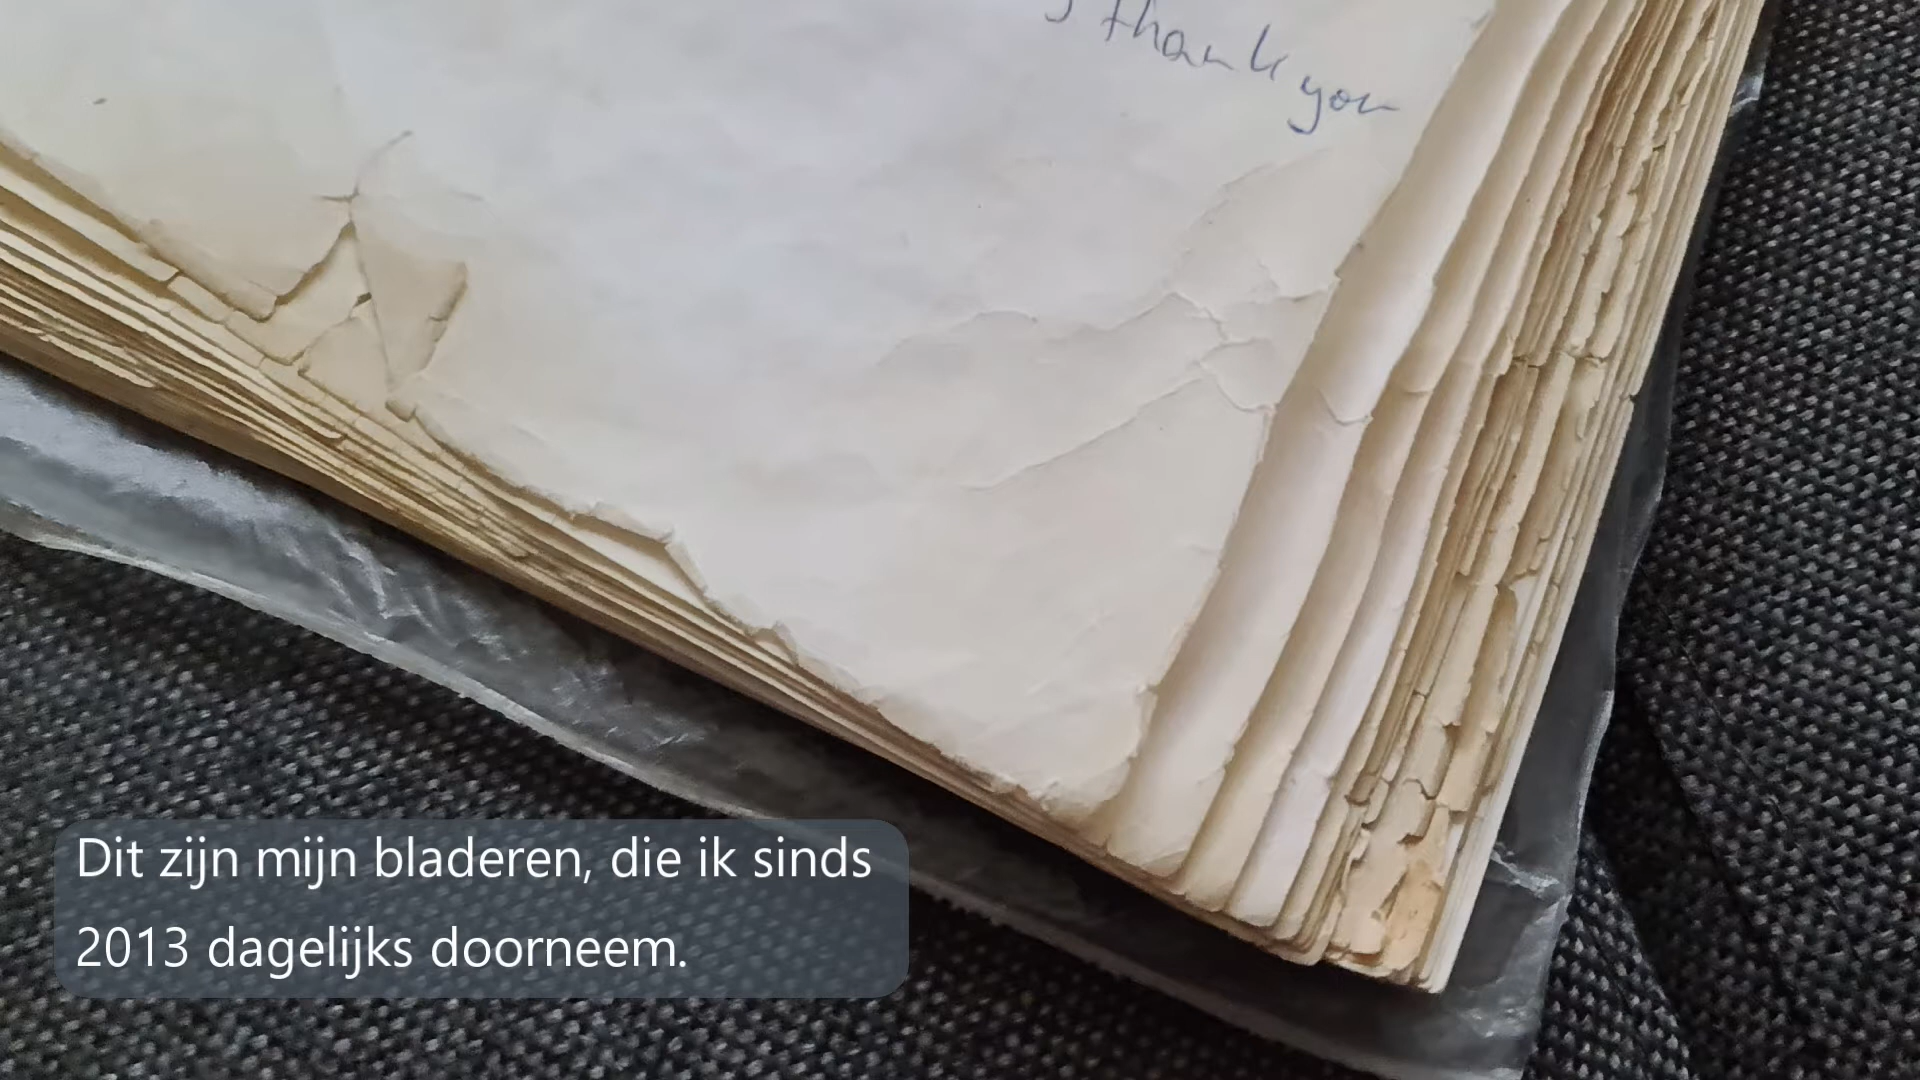 thank you
Dit zijn mijn bladeren, die ik sinds
2013 dagelijks doorneem.